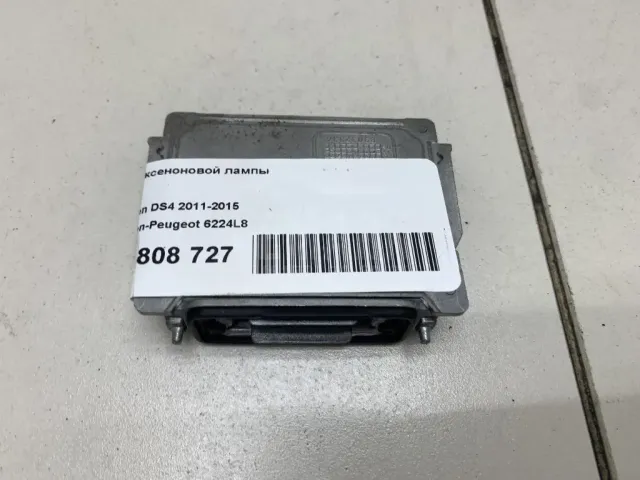 ксеноновой лампы
DS4 2011-2015
n-Peugeot 6224L8
808 727